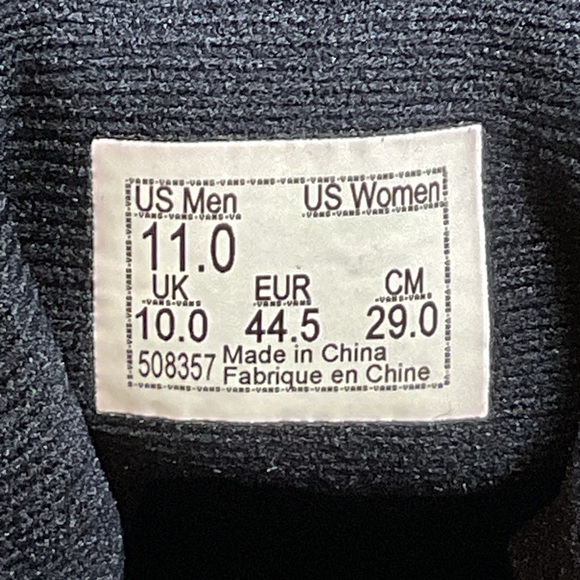 US Men US Women
11.0
UK EUR CM
10.0 44.5 29.0
508357 Made in China
Fabrique en Chine